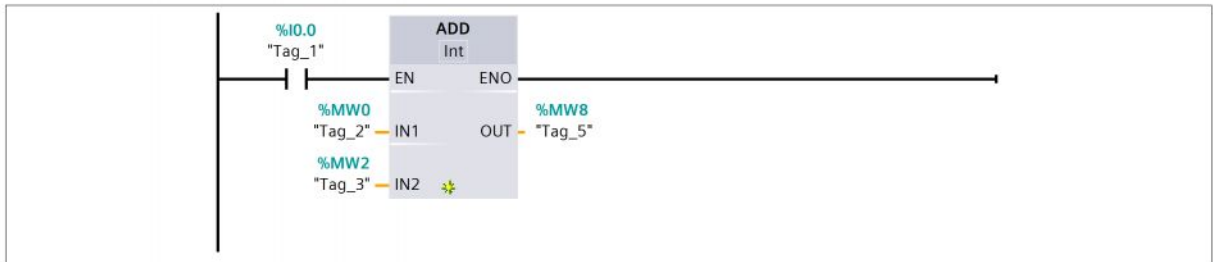 %I0.0
"Tag_1"
ADD
Int
EN ENO
%MW0
"Tag_2" IN1
%MW8
OUT "Tag_5"
%MW2
"Tag_3" IN2